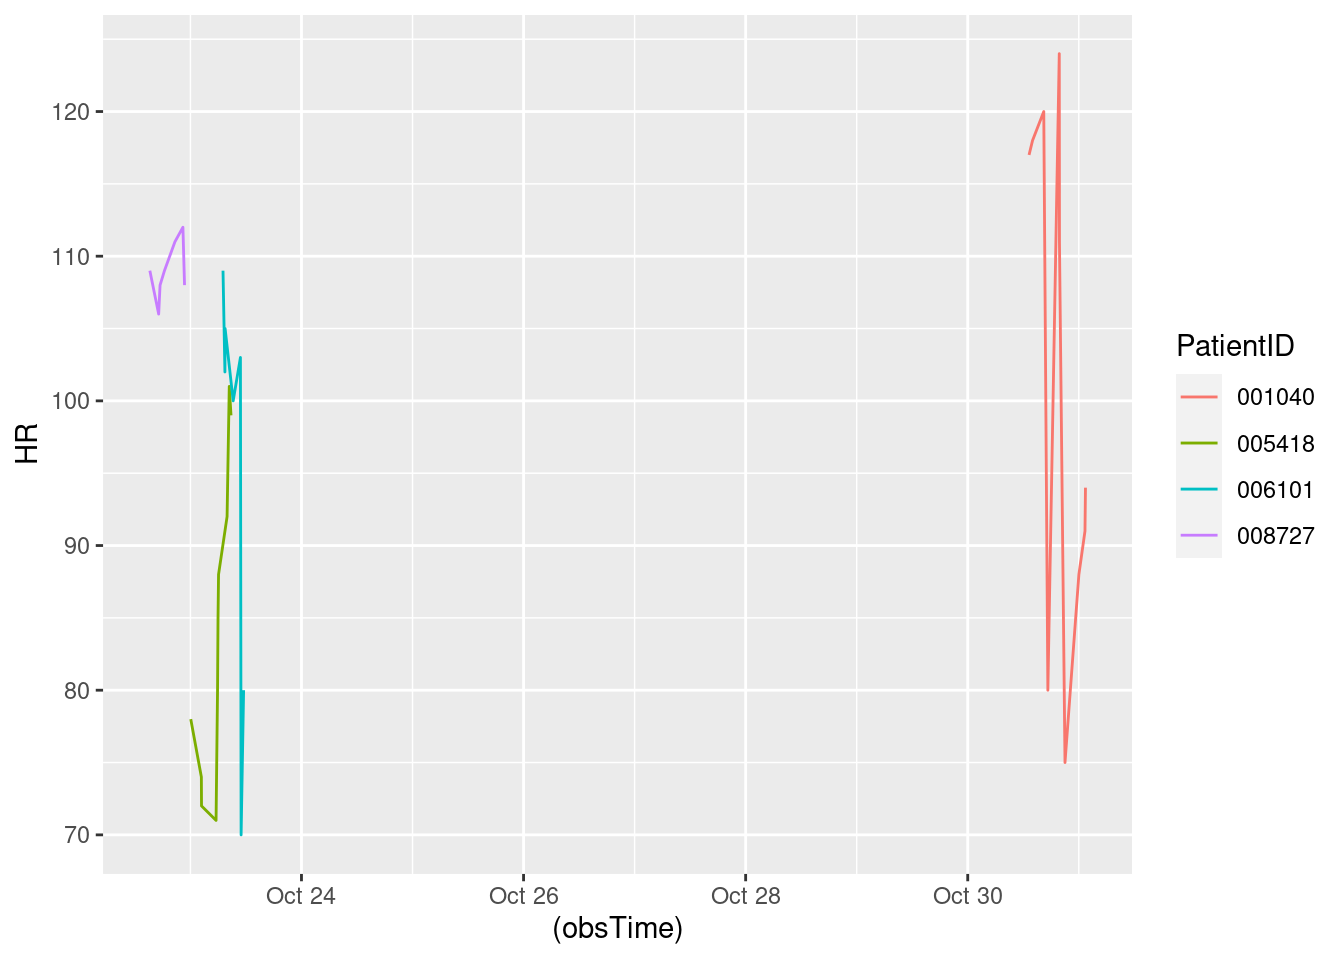 120
110
100
90
80
70
HR
Oct 24
Oct 26
Oct 28
Oct 30
(obsTime)
PatientID
001040
005418
006101
008727